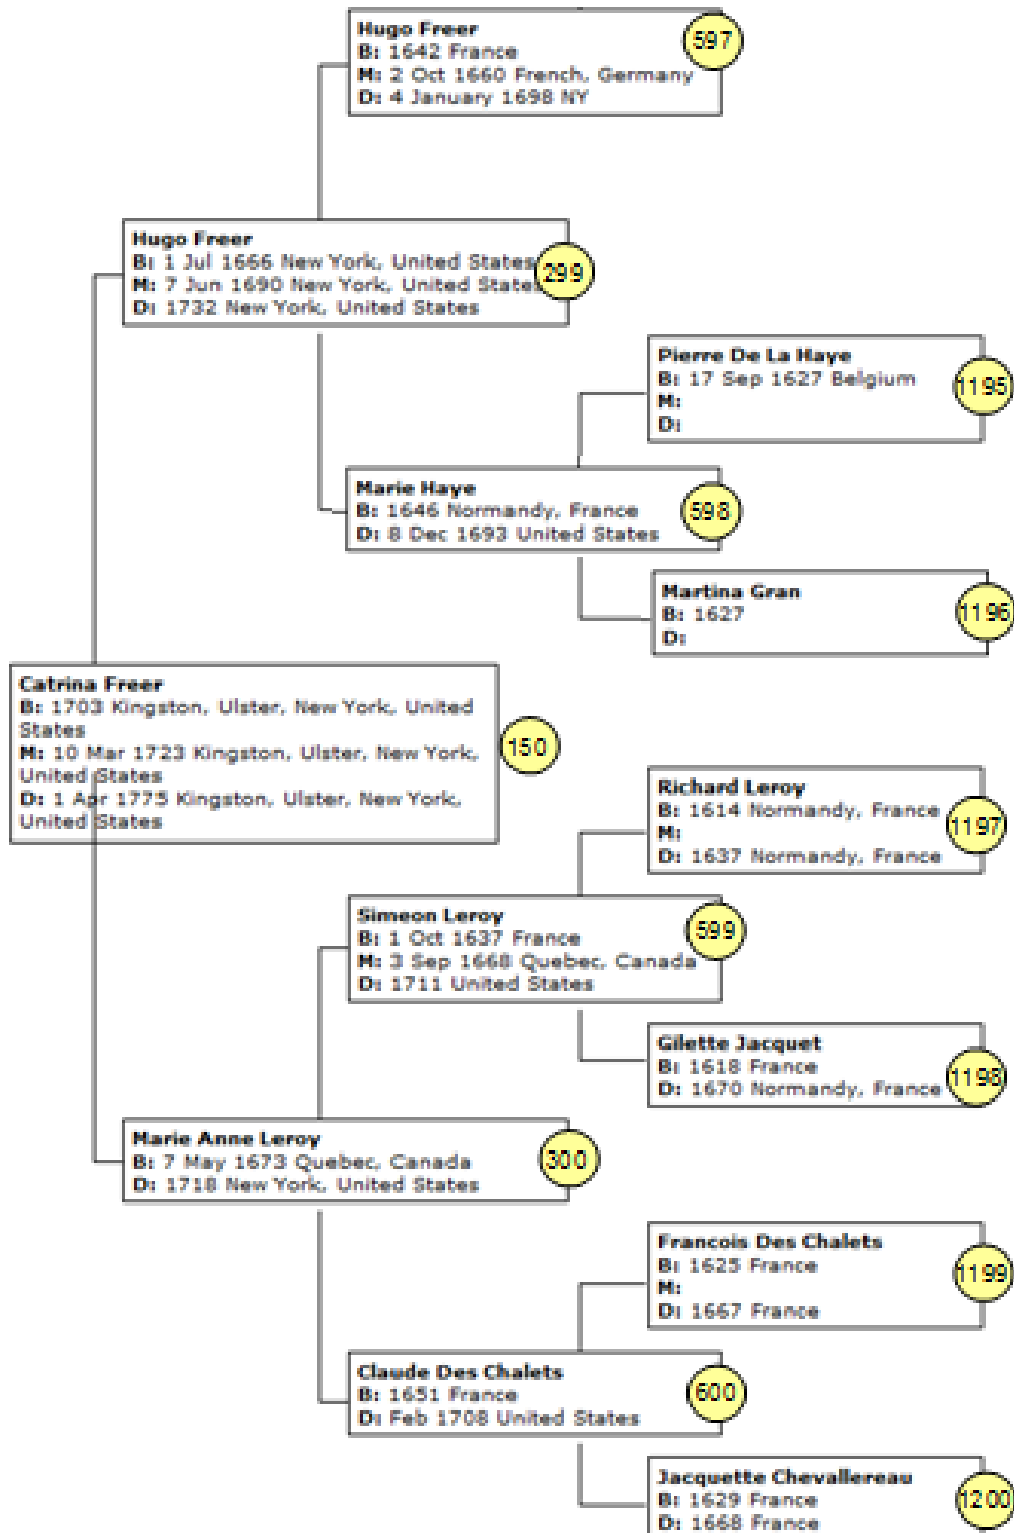 Hugo Freer
B: 1642 France
M: 2 Oct 1660 French, Germany
D: 4 January 1698 NY
597
Hugo Freer
B: 1 Jul 1666 New York, United States
M: 7 Jun 1690 New York, United States
D: 1732 New York, United States
299
Pierre De La Haye
B: 17 Sep 1627 Belgium
M:
D:
1195
Marie Haye
B: 1646 Normandy, France
D: 8 Dec 1693 United States
598
Martina Gran
B: 1627
D:
1196
Catrina Freer
B: 1703 Kingston, Ulster, New York, United
States
M: 10 Mar 1723 Kingston, Ulster, New York,
United States
D: 1 Apr 1775 Kingston, Ulster, New York,
United States
150
Richard Leroy
B: 1614 Normandy, France
M:
D: 1637 Normandy, France
1197
Simeon Leroy
B: 1 Oct 1637 France
M: 3 Sep 1668 Quebec, Canada
D: 1711 United States
599
Gilette Jacquet
B: 1618 France
D: 1670 Normandy, France
1198
Marie Anne Leroy
B: 7 May 1673 Quebec, Canada
D: 1718 New York, United States
300
Francois Des Chalets
B: 1625 France
M:
D: 1667 France
1199
Claude Des Chalets
B: 1651 France
D: Feb 1708 United States
600
Jacquette Chevallereau
B: 1629 France
D: 1668 France
1200